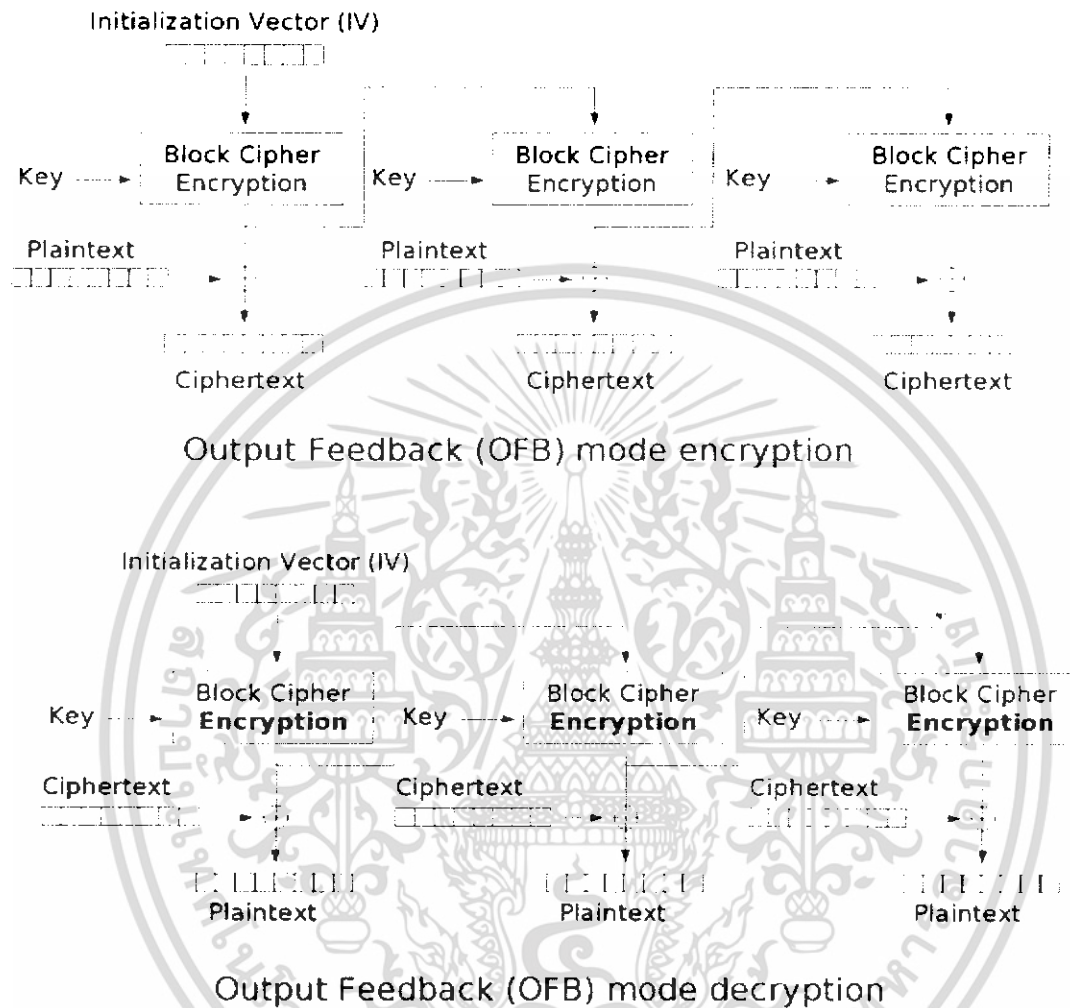 Initialization Vector (IV)
Block Cipher Encryption
Block Cipher Encryption
Block Cipher Encryption
Key
Key
Key
Plaintext
Plaintext
Plaintext
Ciphertext
Ciphertext
Ciphertext
Output Feedback (OFB) mode encryption
Initialization Vector (IV)
Block Cipher Encryption
Block Cipher Encryption
Block Cipher Encryption
Key
Key
Key
Ciphertext
Ciphertext
Ciphertext
Plaintext
Plaintext
Plaintext
Output Feedback (OFB) mode decryption